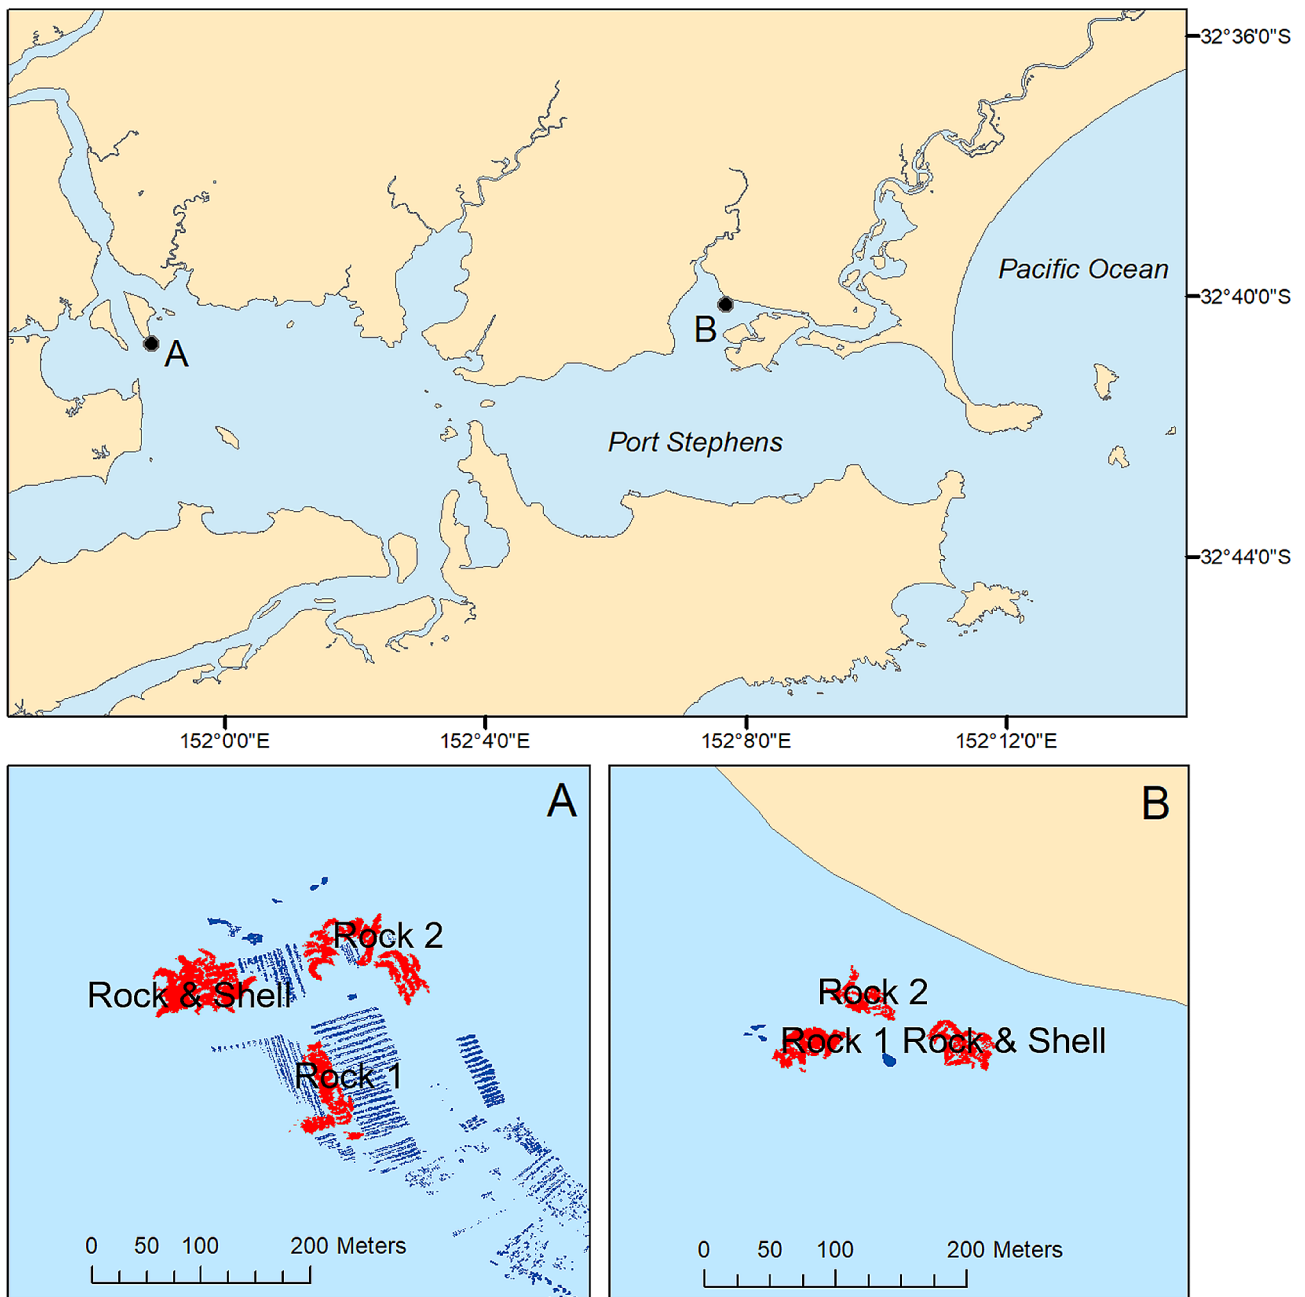 32°36'0"S
Pacific Ocean
32°40'0"S
B
A
Port Stephens
32°44'0"S
152°0'0"E
152°4'0"E
152°8'0"E
152°12'0"E
A
Rock 2
Rock & Shell
Rock 1
0 50 100 200 Meters
B
Rock 2
Rock 1 Rock & Shell
0 50 100 200 Meters